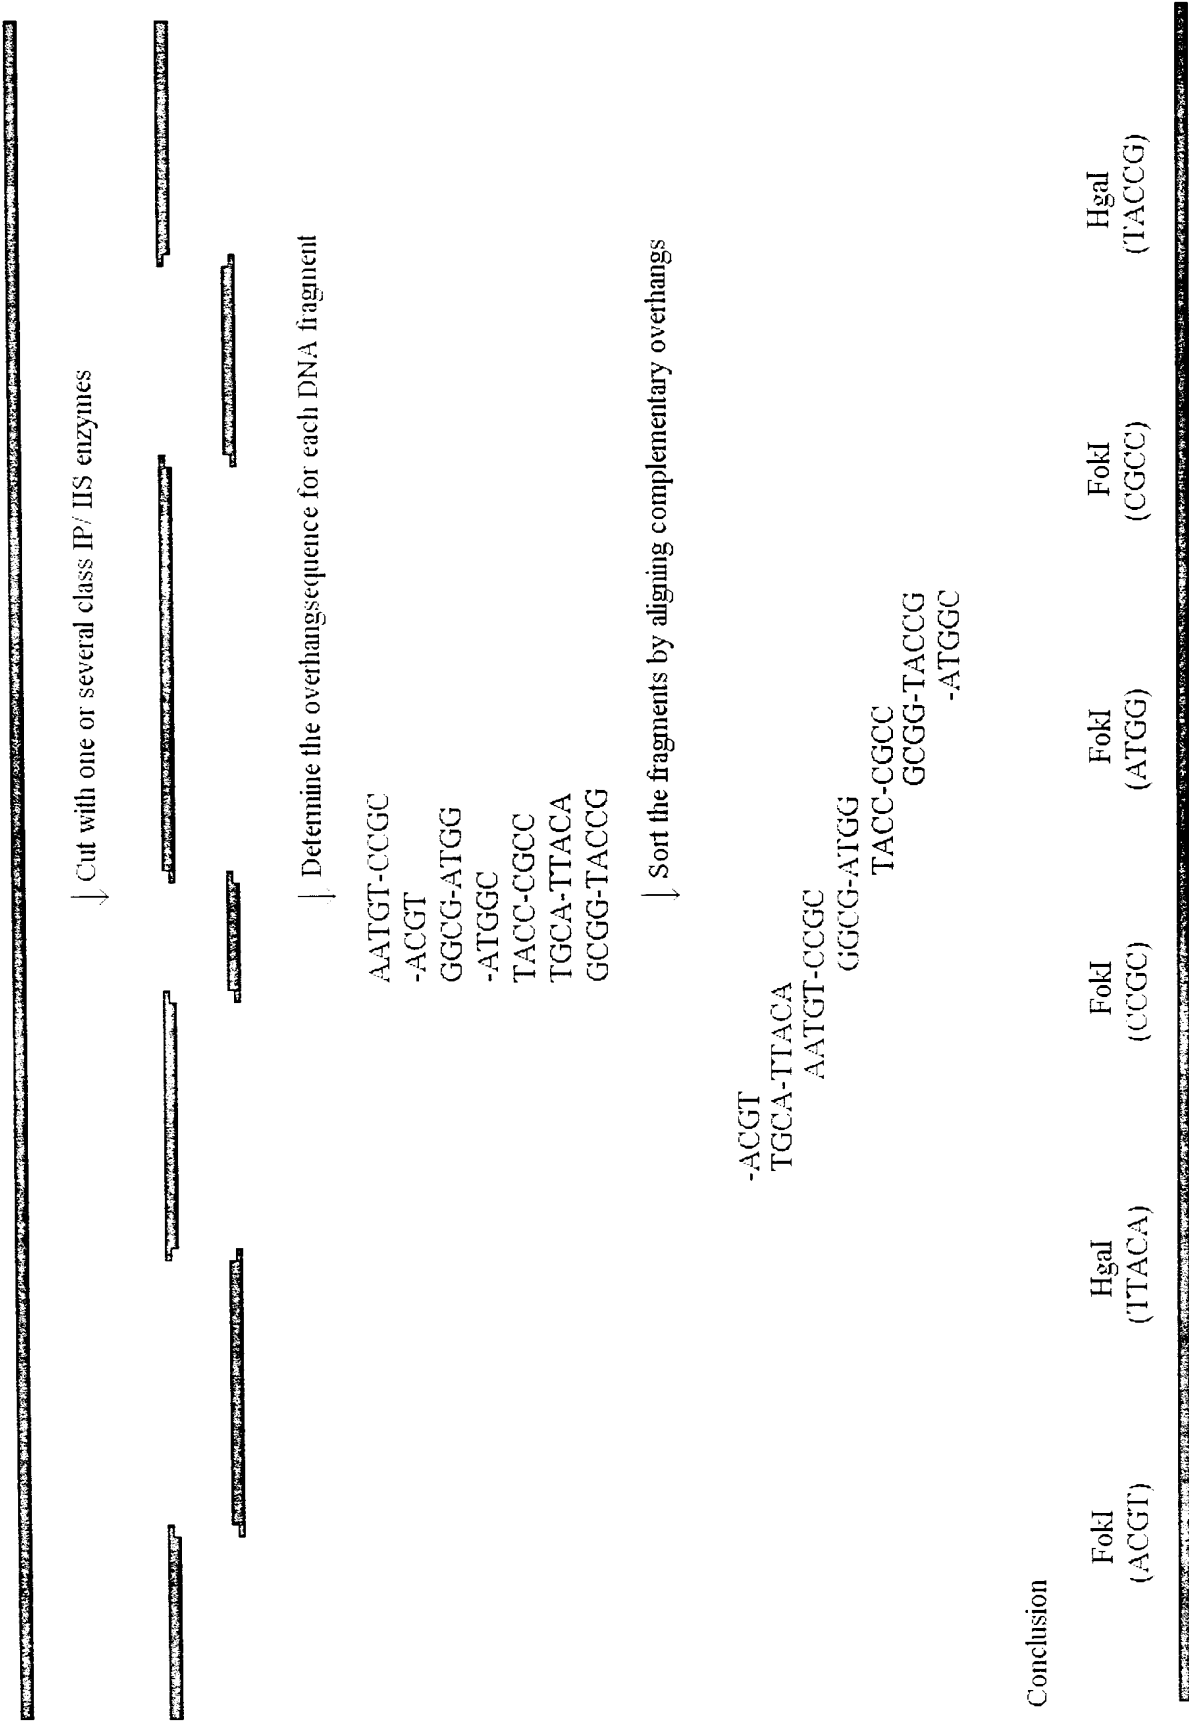 ↓ Cut with one or several class IP/ IIS enzymes
↓ Determine the overhangsequence for each DNA fragment
AATGT-CCGC
-ACGT
GGCG-ATGG
-ATGGC
TACC-CGCC
TGCA-TTACA
GCGG-TACCG
↓ Sort the fragments by aligning complementary overhangs
-ACGT
TGCA-TTACA
AATGT-CCGC
GGCG-ATGG
TACC-CGCC
GCGG-TACCG
-ATGGC
Conclusion
FokI HgaI FokI FokI FokI HgaI
(ACGT) (TTACA) (CCGC) (ATGG) (CGCC) (TACCG)